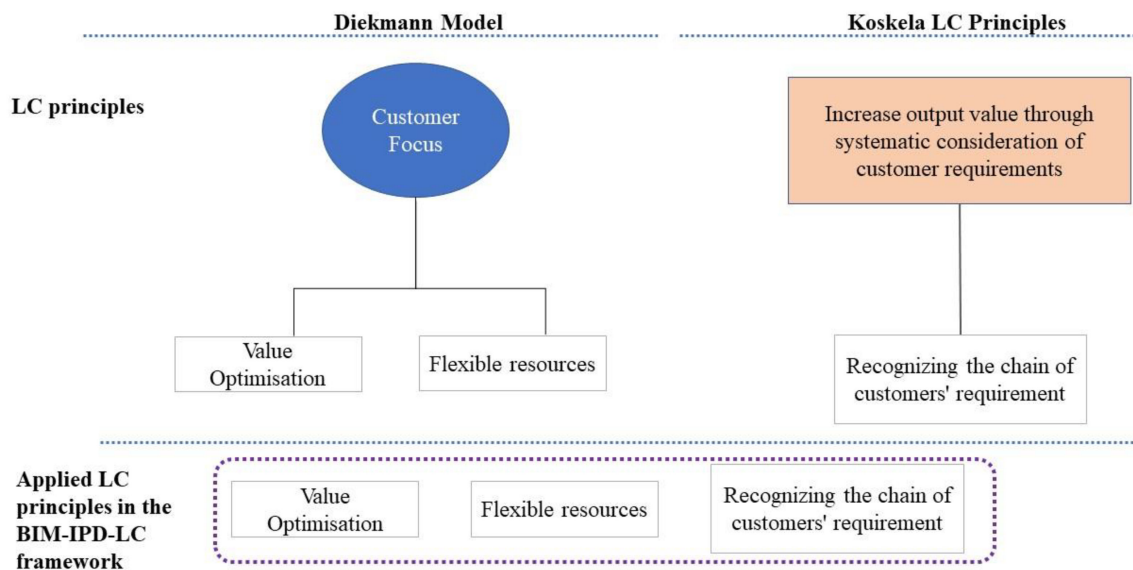 Diekmann Model
Koskela LC Principles
LC principles
Customer
Focus
Increase output value through
systematic consideration of
customer requirements
Value
Optimisation
Flexible resources
Recognizing the chain of
customers' requirement
Applied LC
principles in the
BIM-IPD-LC
framework
Value
Optimisation
Flexible resources
Recognizing the chain of
customers' requirement